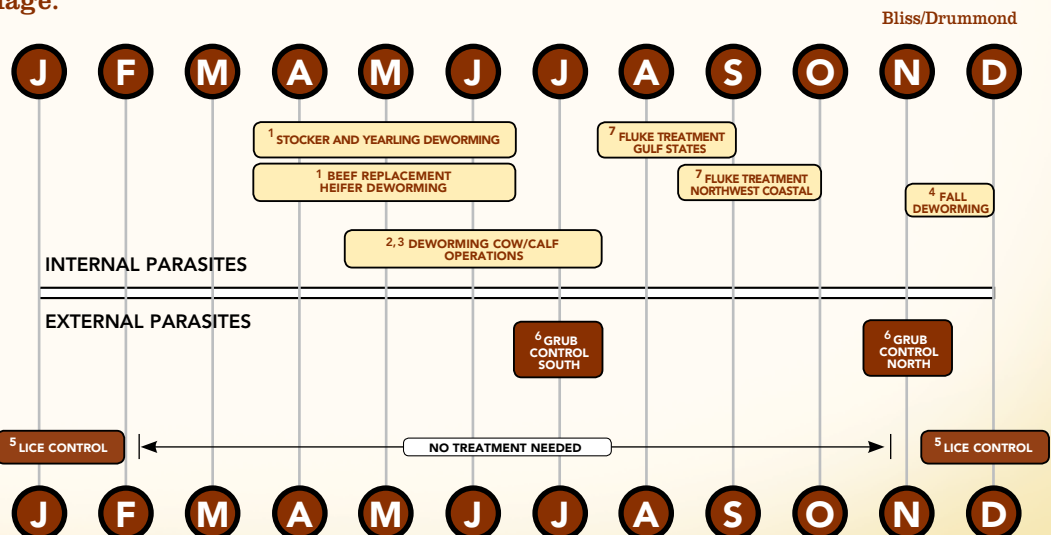 age.
Bliss/Drummond
J F M A M J J A S O N D
1 STOCKER AND YEARLING DEWORMING
7 FLUKE TREATMENT
GULF STATES
1 BEEF REPLACEMENT
HEIFER DEWORMING
7 FLUKE TREATMENT
NORTHWEST COASTAL
4 FALL
DEWORMING
2,3 DEWORMING COW/CALF
OPERATIONS
INTERNAL PARASITES
EXTERNAL PARASITES
6 GRUB
CONTROL
SOUTH
6 GRUB
CONTROL
NORTH
5 LICE CONTROL
NO TREATMENT NEEDED
5 LICE CONTROL
J F M A M J J A S O N D